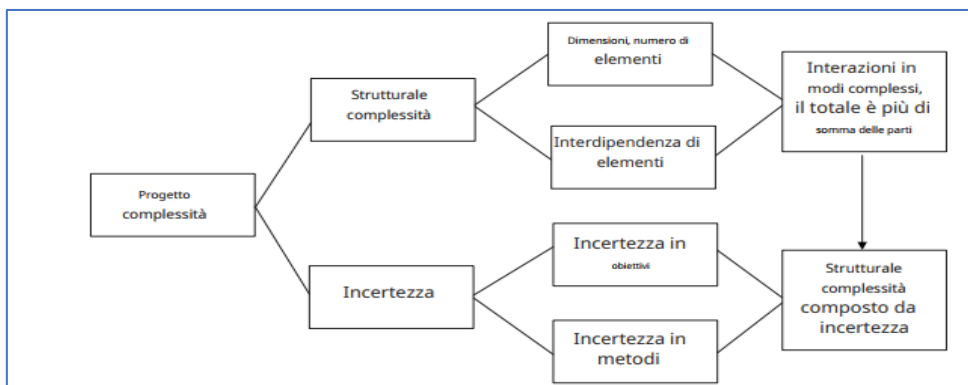 Dimensioni, numero di
elementi
Interazioni in
modi complessi,
il totale è più di
somma delle parti
Strutturale
complessità
Interdipendenza di
elementi
Progetto
complessità
Incertezza in
obiettivi
Incertezza
Strutturale
complessità
composto da
incertezza
Incertezza in
metodi